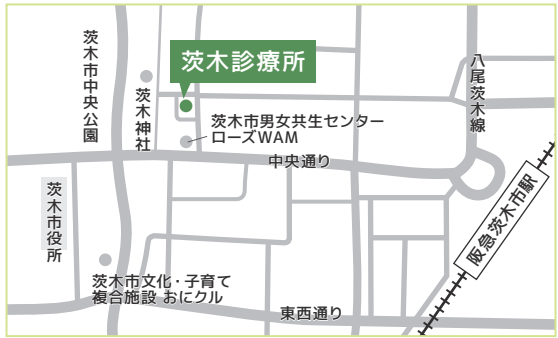 茨木市中央公園
茨木神社
茨木診療所
八尾茨木線
茨木市男女共生センター
ローズWAM
中央通り
茨木市役所
阪急茨木市駅
茨木市文化・子育て
複合施設 おにクル
東西通り